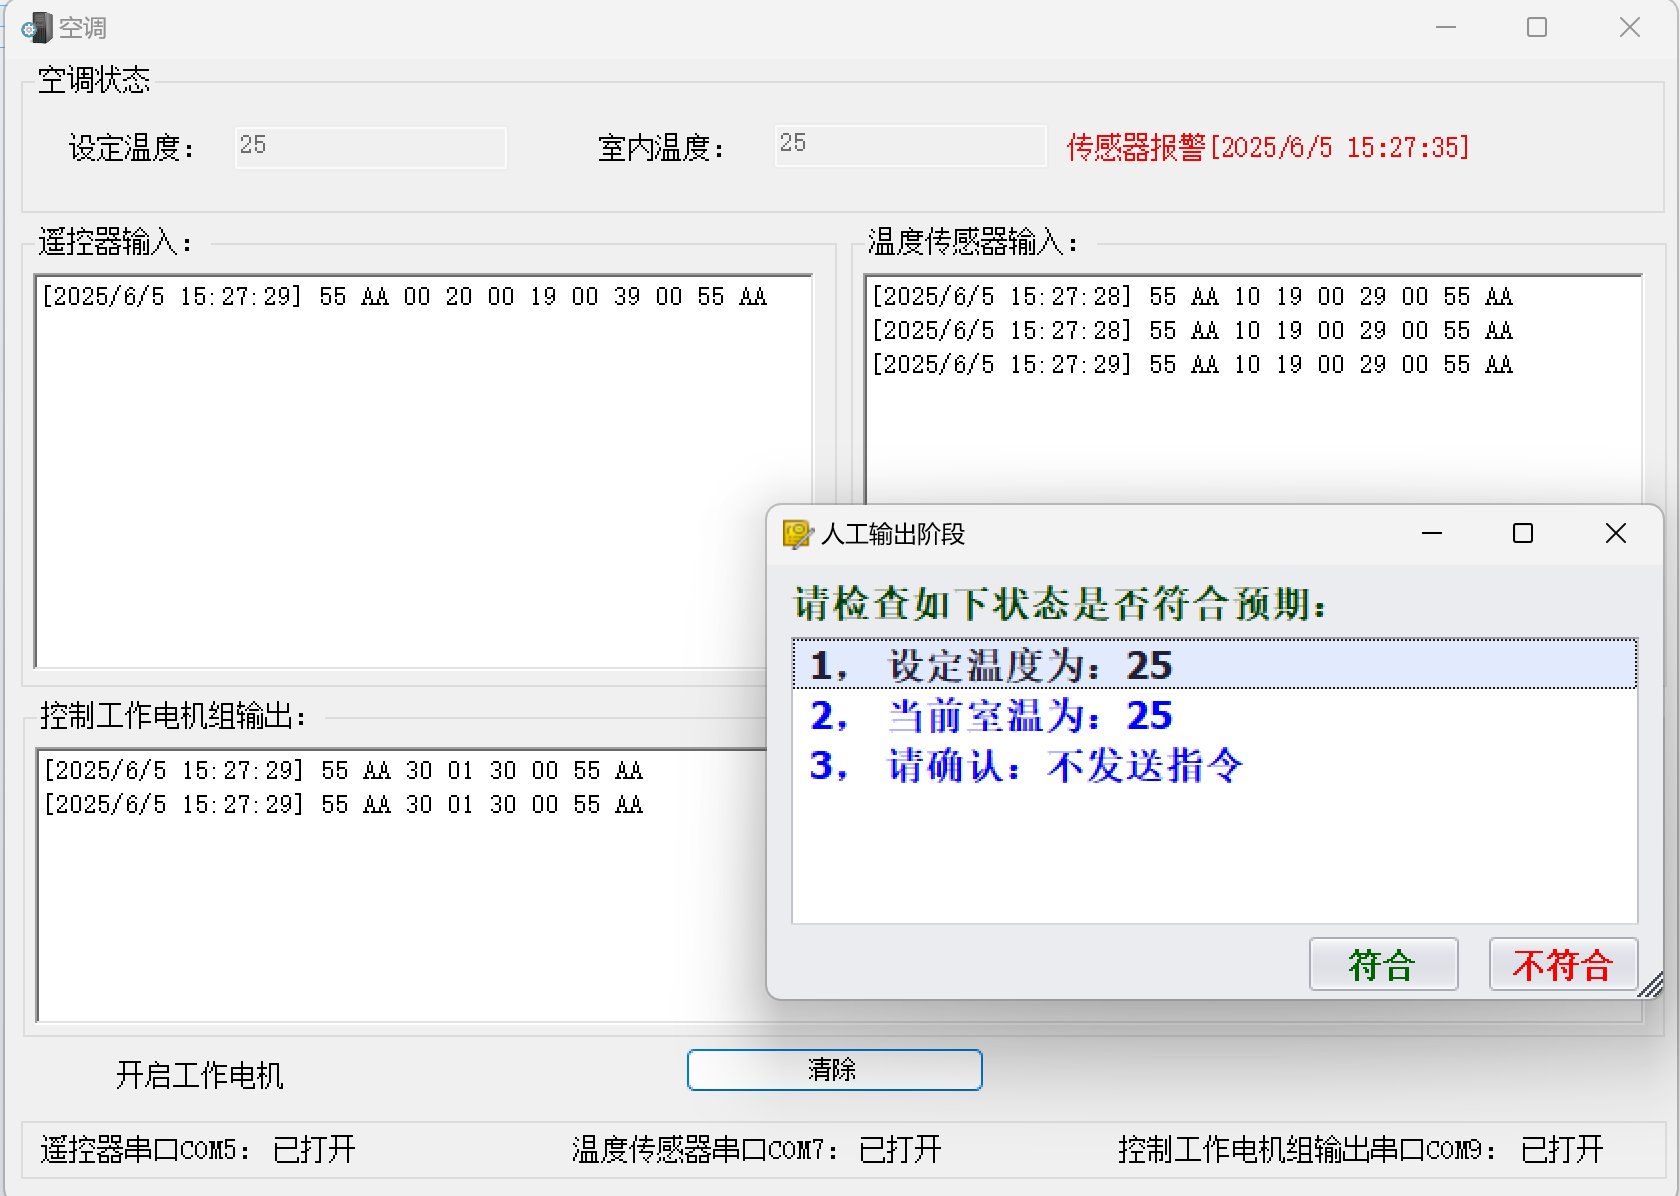 空调
空调状态
设定温度： 25 室内温度： 25 传感器报警[2025/6/5 15:27:35]
遥控器输入：
[2025/6/5 15:27:29] 55 AA 00 20 00 19 00 39 00 55 AA
温度传感器输入：
[2025/6/5 15:27:28] 55 AA 10 19 00 29 00 55 AA
[2025/6/5 15:27:28] 55 AA 10 19 00 29 00 55 AA
[2025/6/5 15:27:29] 55 AA 10 19 00 29 00 55 AA
控制工作电机组输出：
[2025/6/5 15:27:29] 55 AA 30 01 30 00 55 AA
[2025/6/5 15:27:29] 55 AA 30 01 30 00 55 AA
人工输出阶段
请检查如下状态是否符合预期：
1， 设定温度为：25
2， 当前室温为：25
3， 请确认：不发送指令
符合 不符合
开启工作电机 清除
遥控器串口COM5： 已打开 温度传感器串口COM7： 已打开 控制工作电机组输出串口COM9： 已打开